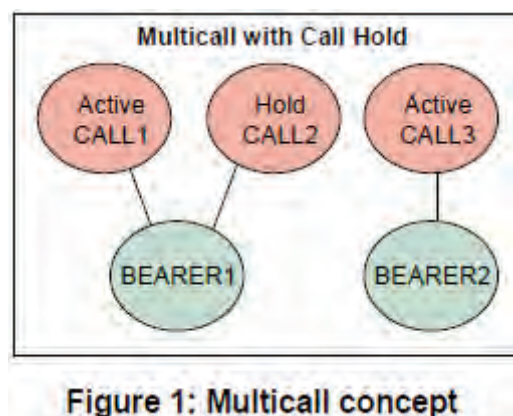 Multicall with Call Hold
Active
CALL1
Hold
CALL2
Active
CALL3
BEARER1
BEARER2
Figure 1: Multicall concept